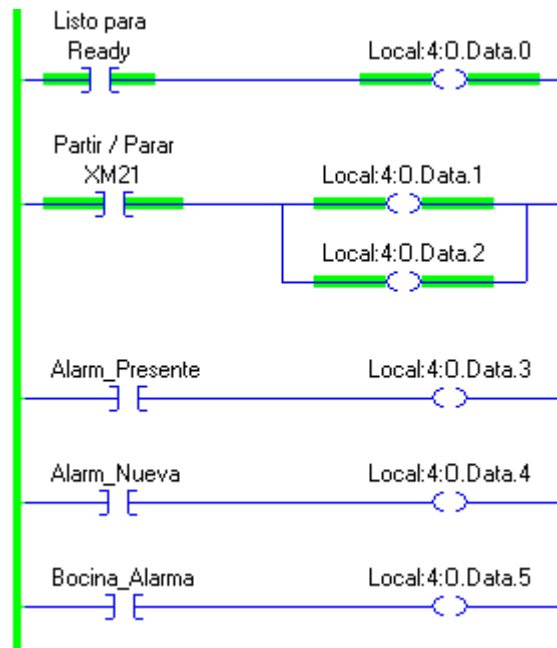 Listo para
Ready
Local:4:O.Data.0
Partir / Parar
XM21
Local:4:O.Data.1
Local:4:O.Data.2
Alarm_Presente
Local:4:O.Data.3
Alarm_Nueva
Local:4:O.Data.4
Bocina_Alarma
Local:4:O.Data.5